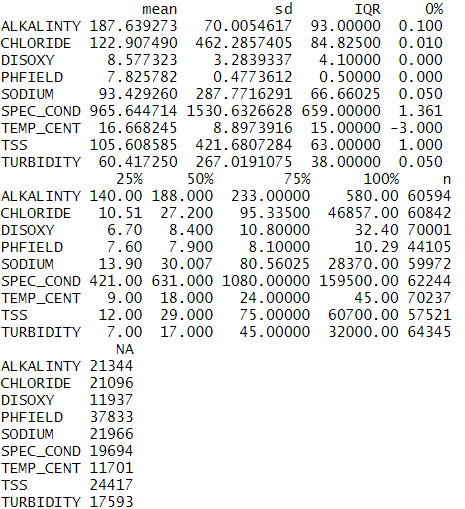 mean sd IQR 0%
ALKALINTY 187.639273 70.0054617 93.00000 0.100
CHLORIDE 122.907490 462.2857405 84.82500 0.010
DISOXY 8.577323 3.2839337 4.10000 0.000
PHFIELD 7.825782 0.4773612 0.50000 0.000
SODIUM 93.429260 287.7716291 66.66025 0.050
SPEC_COND 965.644714 1530.6326628 659.00000 1.361
TEMP_CENT 16.668245 8.8973916 15.00000 -3.000
TSS 105.608585 421.6807284 63.00000 1.000
TURBIDITY 60.417250 267.0191075 38.00000 0.050
25% 50% 75% 100% n
ALKALINTY 140.00 188.000 233.00000 580.00 60594
CHLORIDE 10.51 27.200 95.33500 46857.00 60842
DISOXY 6.70 8.400 10.80000 32.40 70001
PHFIELD 7.60 7.900 8.10000 10.29 44105
SODIUM 13.90 30.007 80.56025 28370.00 59972
SPEC_COND 421.00 631.000 1080.00000 159500.00 62244
TEMP_CENT 9.00 18.000 24.00000 45.00 70237
TSS 12.00 29.000 75.00000 60700.00 57521
TURBIDITY 7.00 17.000 45.00000 32000.00 64345
NA
ALKALINTY 21344
CHLORIDE 21096
DISOXY 11937
PHFIELD 37833
SODIUM 21966
SPEC_COND 19694
TEMP_CENT 11701
TSS 24417
TURBIDITY 17593